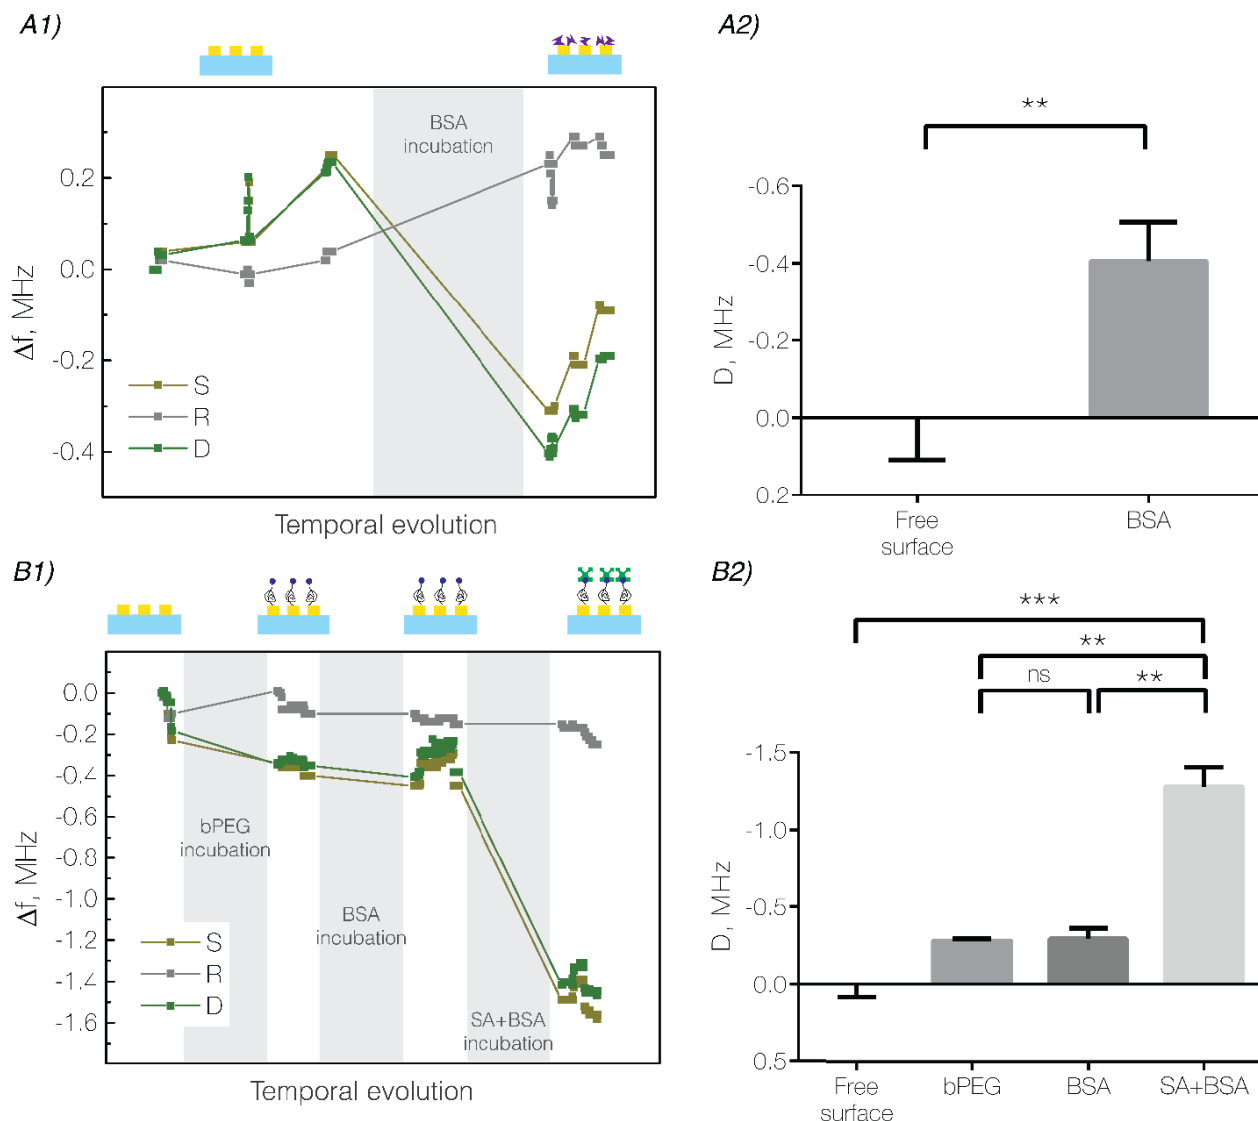 A1)
BSA
incubation
0.2
0.0
-0.2
-0.4
Δf, MHz
S
R
D
Temporal evolution
A2)
**
-0.6
-0.4
-0.2
0.0
0.2
D, MHz
Free
surface
BSA
B1)
0.0
-0.2
-0.4
-0.6
-0.8
-1.0
-1.2
-1.4
-1.6
Δf, MHz
bPEG
incubation
BSA
incubation
SA+BSA
incubation
S
R
D
Temporal evolution
B2)
***
**
ns
**
-1.5
-1.0
-0.5
0.0
0.5
D, MHz
Free
surface
bPEG
BSA
SA+BSA